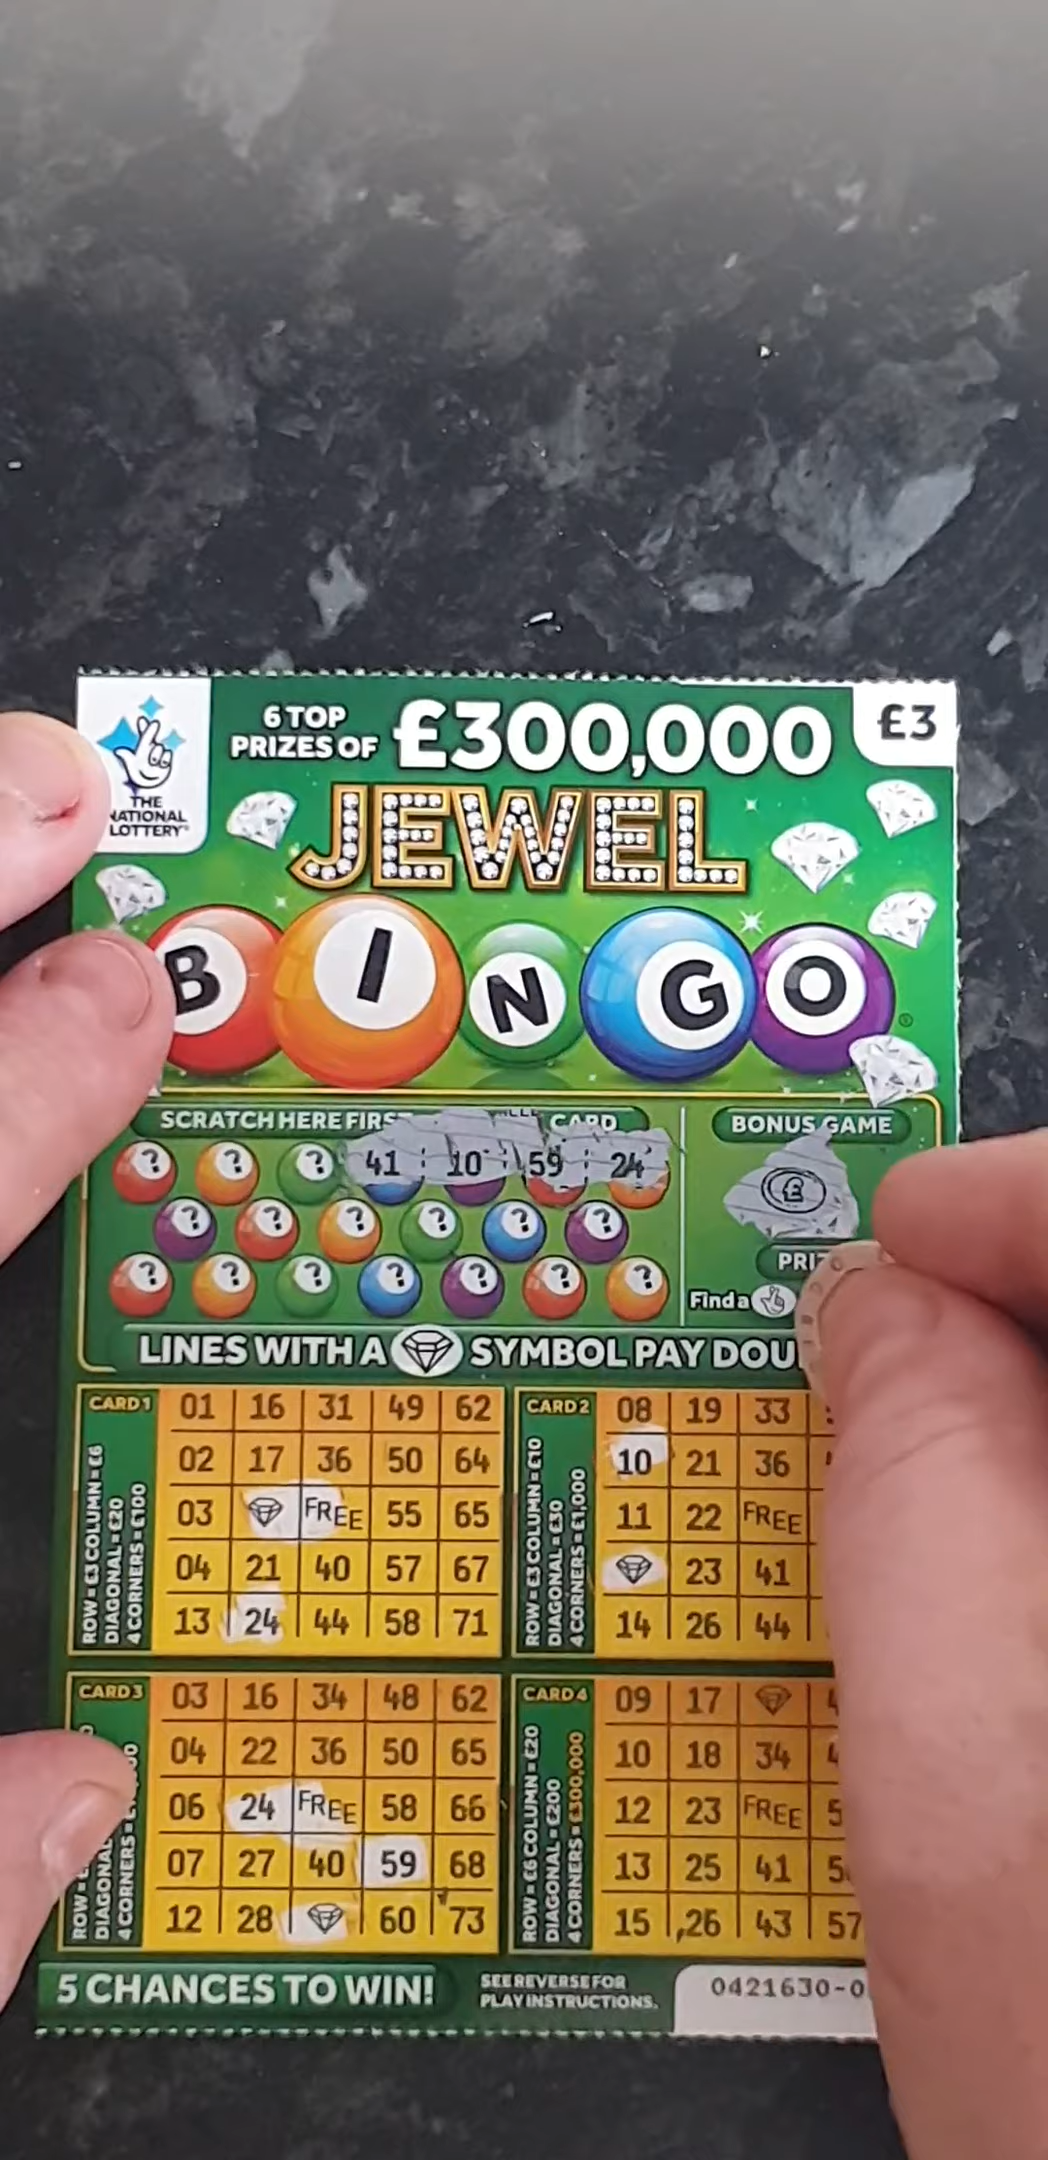 6 TOP
PRIZES OF £300,000
£3
THE
NATIONAL
LOTTERY®
JEWEL
BINGO®
SCRATCH HERE FIRST
CARD
BONUS GAME
? ? ? 41 10 59 24
£
? ? ? ? ? ?
? ? ? ? ? ? ?
Find a
LINES WITH A SYMBOL PAY
CARD 1
ROW = £3 COLUMN = £6
DIAGONAL = £20
4 CORNERS = £100
01 16 31 49 62
02 17 36 50 64
03 FREE 55 65
04 21 40 57 67
13 24 44 58 71
CARD 2
ROW = £3 COLUMN = £10
DIAGONAL = £30
4 CORNERS = £1,000
08 19 33
10 21 36
11 22 FREE
23 41
14 26 44
CARD 3
03 16 34 48 62
04 22 36 50 65
06 24 FREE 58 66
07 27 40 59 68
12 28 60 73
CARD 4
ROW = £6 COLUMN = £20
DIAGONAL = £200
4 CORNERS = £300,000
09 17
10 18 34
12 23 FREE
13 25 41
15 26 43 57
5 CHANCES TO WIN!
SEE REVERSE FOR
PLAY INSTRUCTIONS.
0421630-0